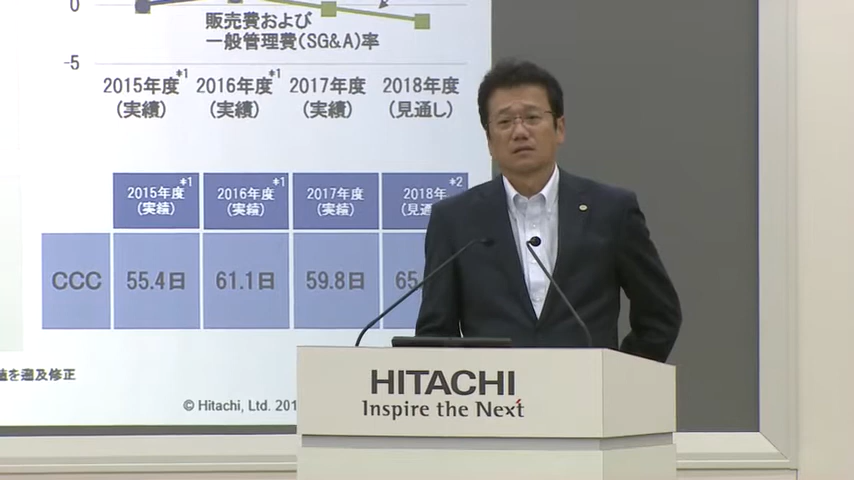 0
販売費および
一般管理費(SG&A)率
-5
2015年度*1 2016年度*1 2017年度 2018年度
(実績) (実績) (実績) (見通し)
2015年度*1 2016年度*1 2017年度 2018年*2
(実績) (実績) (実績) (見通
CCC 55.4日 61.1日 59.8日 65.
値を遡及修正
© Hitachi, Ltd. 201
HITACHI
Inspire the Next